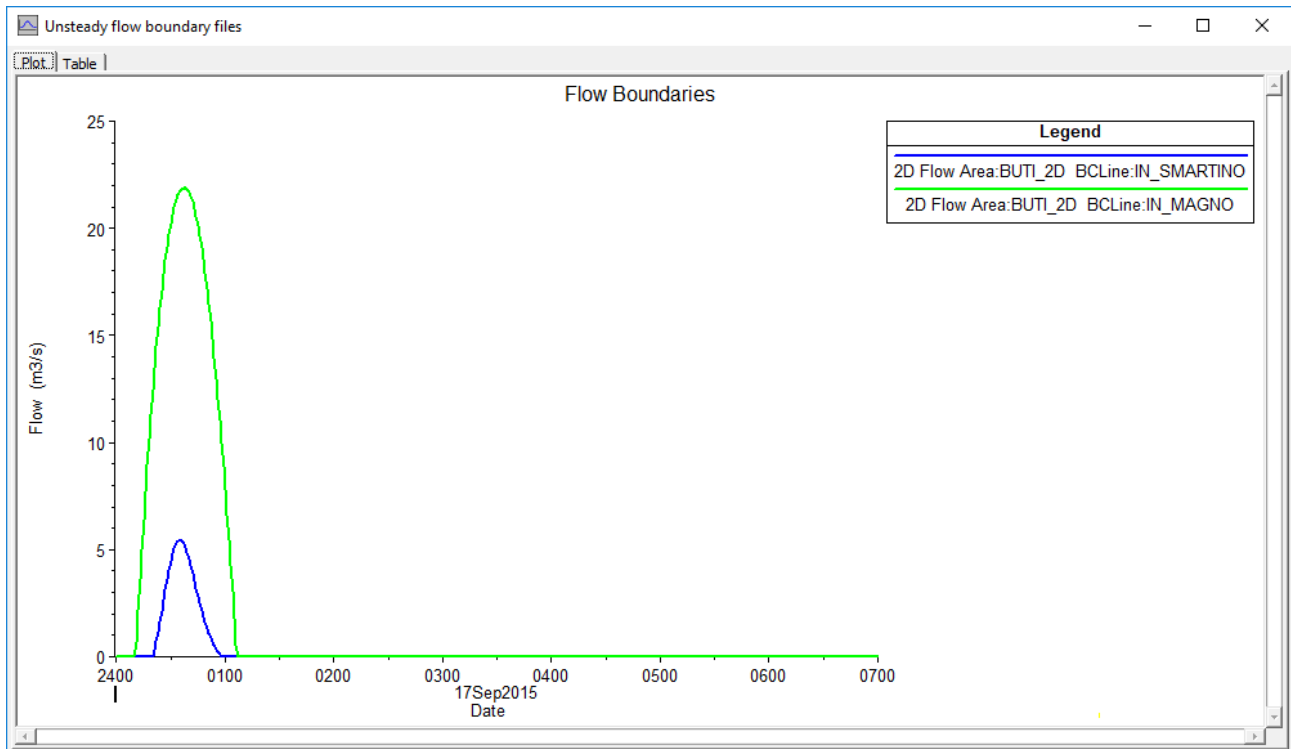 Unsteady flow boundary files
Plot Table
Flow Boundaries
Legend
2D Flow Area:BUTI_2D BCLine:IN_SMARTINO
2D Flow Area:BUTI_2D BCLine:IN_MAGNO
25
20
15
10
5
0
Flow (m3/s)
2400 0100 0200 0300 0400 0500 0600 0700
17Sep2015
Date